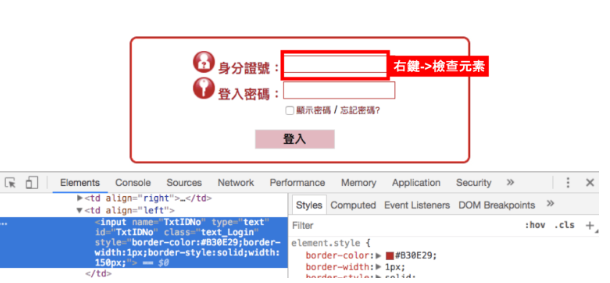 身分證號：
右鍵->檢查元素
登入密碼：
顯示密碼 / 忘記密碼?
登入
Elements Console Sources Network Performance Memory Application Security »
▶<td align="right">…</td>
▼<td align="left">
<input name="TxtIDNo" type="text"
id="TxtIDNo" class="text_Login"
style="border-color:#B30E29;border-
width:1px;border-style:solid;width:
150px;"> == $0
</td>
Styles Computed Event Listeners DOM Breakpoints »
Filter :hov .cls +
element.style {
border-color:▶ #B30E29;
border-width:▶ 1px;
border-style:▶ solid;